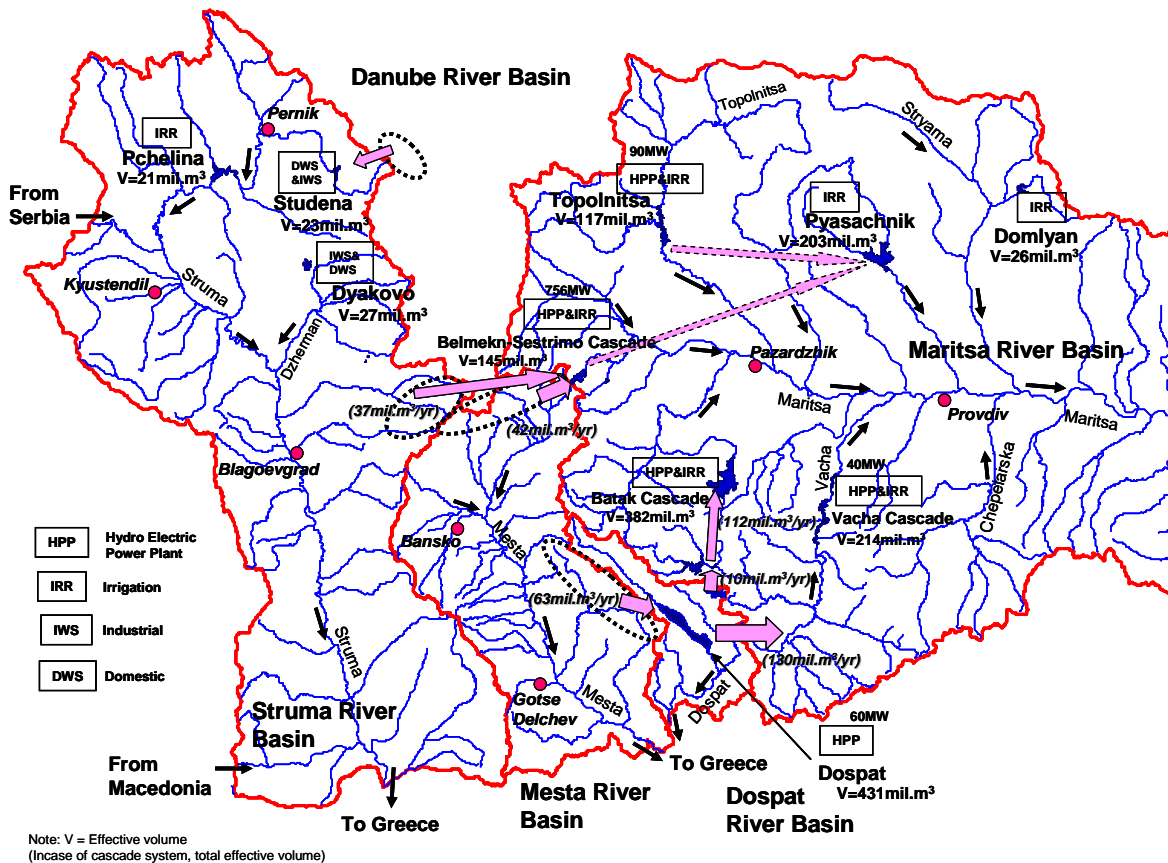 Danube River Basin
Pernik
IRR
Pchelina
V=21mil.m³
DWS
&IWS
Studena
V=23mil.m³
From
Serbia
IWS&
DWS
Dyakovo
V=27mil.m³
Kyustendil
Struma
Dzherman
Topolnitsa
Stryama
90MW
HPP&IRR
Topolnitsa
V=117mil.m³
IRR
Pyasachnik
V=203mil.m³
IRR
Domlyan
V=26mil.m³
756MW
HPP&IRR
Belmekn-Sestrimo Cascade
V=145mil.m³
Pazardzhik
Maritsa River Basin
(37mil.m³/yr)
(42mil.m³/yr)
Maritsa
Provdiv
Maritsa
Blagoevgrad
HPP&IRR
Batak Cascade
V=382mil.m³
Vacha
40MW
HPP&IRR
Vacha Cascade
V=214mil.m³
Chepelarska
(112mil.m³/yr)
(10mil.m³/yr)
Bansko
Mesta
(63mil.m³/yr)
(130mil.m³/yr)
HPP
Hydro Electric
Power Plant
IRR
Irrigation
IWS
Industrial
DWS
Domestic
Struma
Gotse
Delchev
Mesta
Dospat
Struma River
Basin
60MW
HPP
From
Macedonia
To Greece
Dospat
V=431mil.m³
Mesta River
Basin
Dospat
River Basin
To Greece
Note: V = Effective volume
(Incase of cascade system, total effective volume)